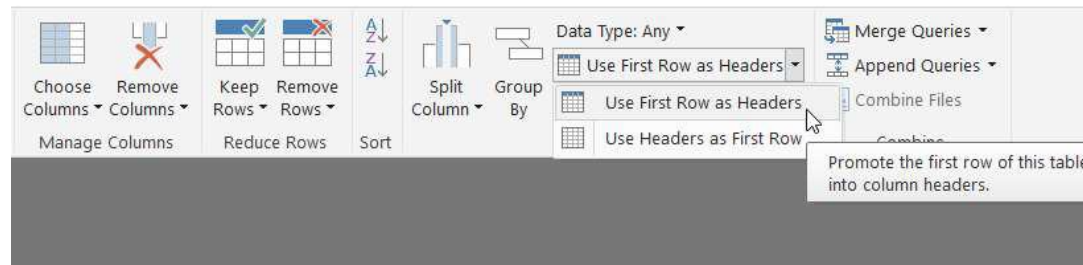 Choose Columns
Remove Columns
Manage Columns
Keep Rows
Remove Rows
Reduce Rows
A Z
Z A
Sort
Split Column
Group By
Data Type: Any
Use First Row as Headers
Use First Row as Headers
Use Headers as First Row
Merge Queries
Append Queries
Combine Files
Combine
Promote the first row of this table
into column headers.